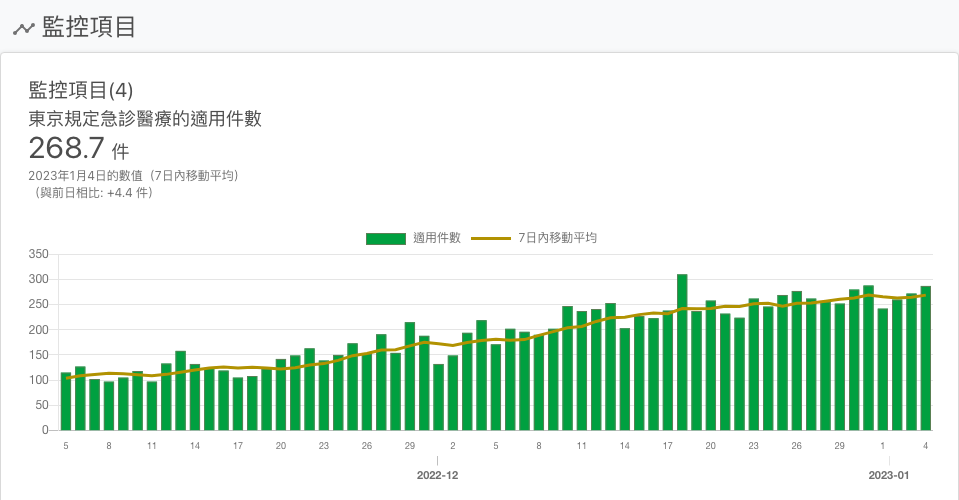 監控項目
監控項目(4)
東京規定急診醫療的適用件數
268.7 件
2023年1月4日的數值（7日內移動平均）
（與前日相比: +4.4 件）
適用件數 7日內移動平均
350
300
250
200
150
100
50
0
5 8 11 14 17 20 23 26 29 2 5 8 11 14 17 20 23 26 29 1 4
2022-12 2023-01